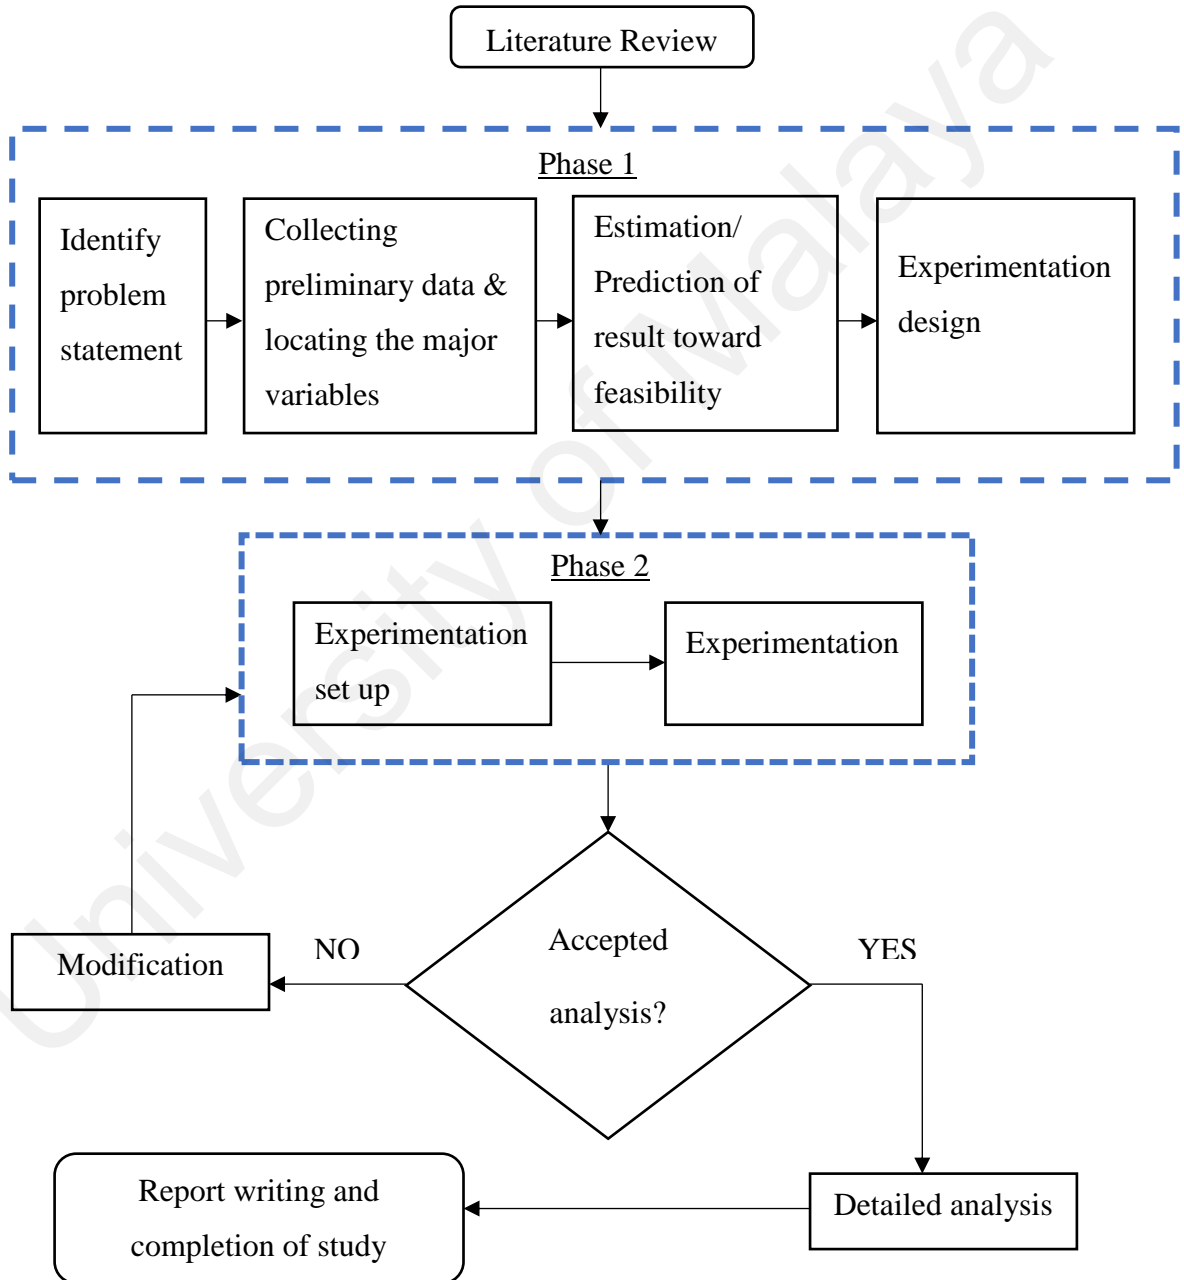 Literature Review
Phase 1
Identify
problem
statement
Collecting
preliminary data &
locating the major
variables
Estimation/
Prediction of
result toward
feasibility
Experimentation
design
Phase 2
Experimentation
set up
Experimentation
Accepted
analysis?
NO
YES
Modification
Detailed analysis
Report writing and
completion of study
University of Malaya